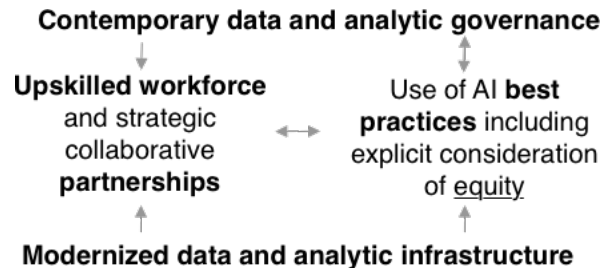 Contemporary data and analytic governance
Upskilled workforce
and strategic
collaborative
partnerships
Use of AI best
practices including
explicit consideration
of equity
Modernized data and analytic infrastructure